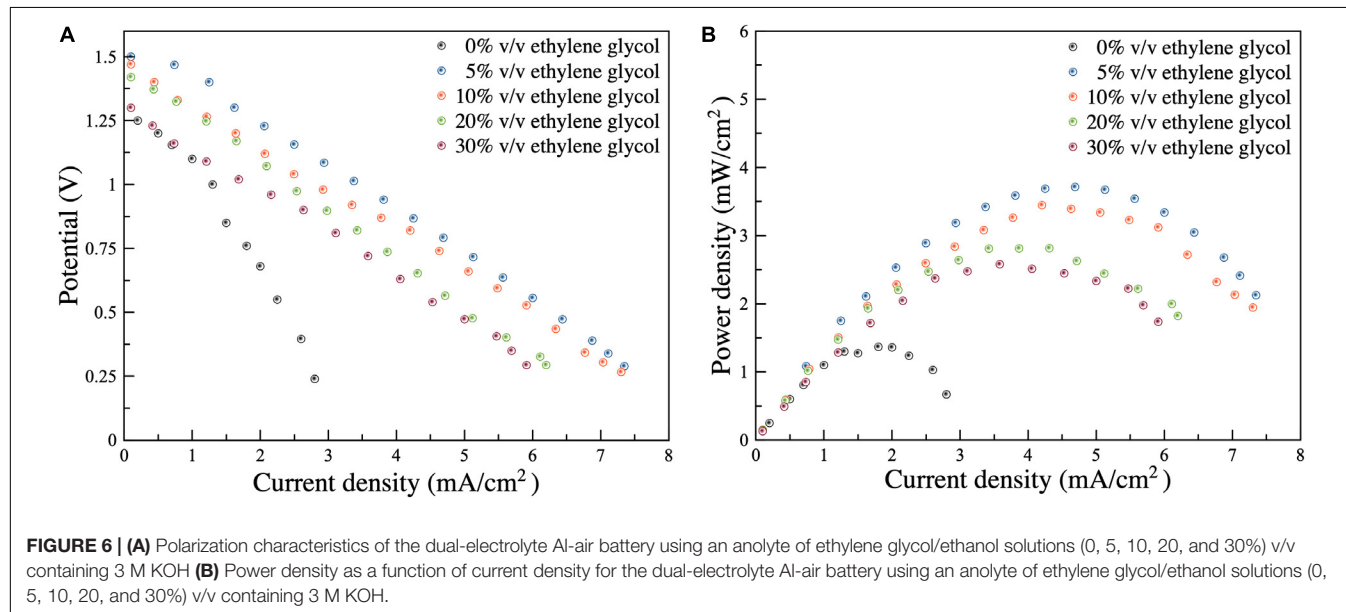 A
Potential (V)
1.5
1.25
1
0.75
0.5
0.25
0
0% v/v ethylene glycol
5% v/v ethylene glycol
10% v/v ethylene glycol
20% v/v ethylene glycol
30% v/v ethylene glycol
0 1 2 3 4 5 6 7 8
Current density (mA/cm²)
B
Power density (mW/cm²)
6
5
4
3
2
1
0
0% v/v ethylene glycol
5% v/v ethylene glycol
10% v/v ethylene glycol
20% v/v ethylene glycol
30% v/v ethylene glycol
0 1 2 3 4 5 6 7 8
Current density (mA/cm²)
FIGURE 6 | (A) Polarization characteristics of the dual-electrolyte Al-air battery using an anolyte of ethylene glycol/ethanol solutions (0, 5, 10, 20, and 30%) v/v
containing 3 M KOH (B) Power density as a function of current density for the dual-electrolyte Al-air battery using an anolyte of ethylene glycol/ethanol solutions (0,
5, 10, 20, and 30%) v/v containing 3 M KOH.